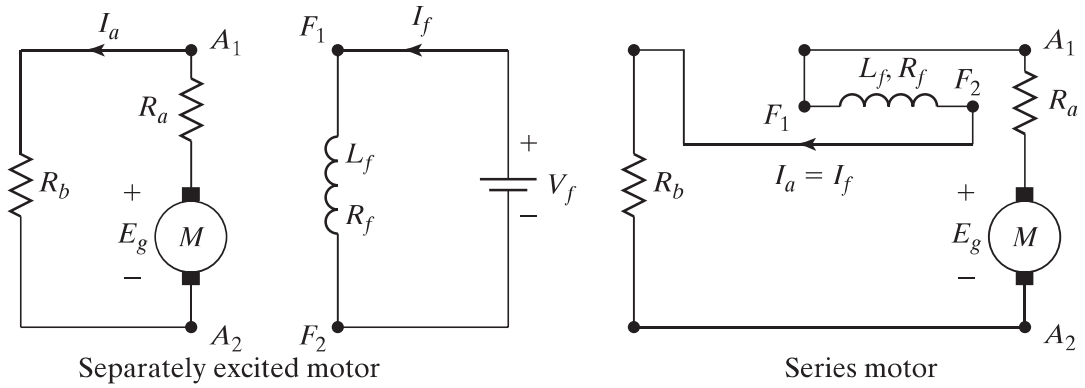 I_a
A_1
R_a
R_b
+
E_g
M
−
A_2
F_1
I_f
L_f
R_f
+
V_f
−
F_2
Separately excited motor
A_1
L_f, R_f
F_2
F_1
R_a
I_a = I_f
R_b
+
E_g
M
−
A_2
Series motor